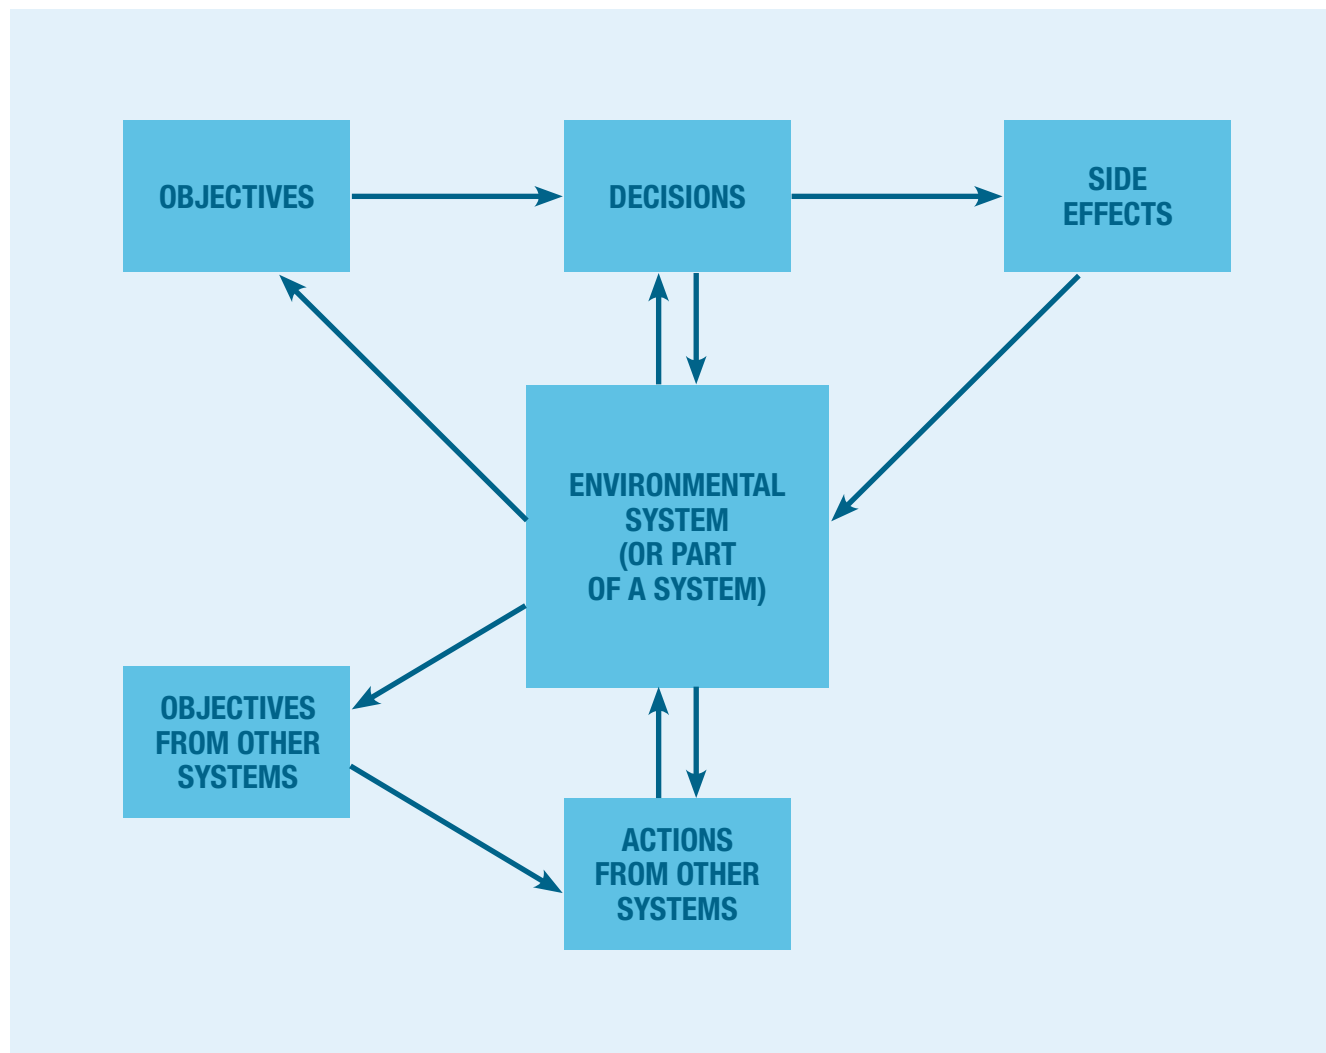 OBJECTIVES
DECISIONS
SIDE
EFFECTS
ENVIRONMENTAL
SYSTEM
(OR PART
OF A SYSTEM)
OBJECTIVES
FROM OTHER
SYSTEMS
ACTIONS
FROM OTHER
SYSTEMS